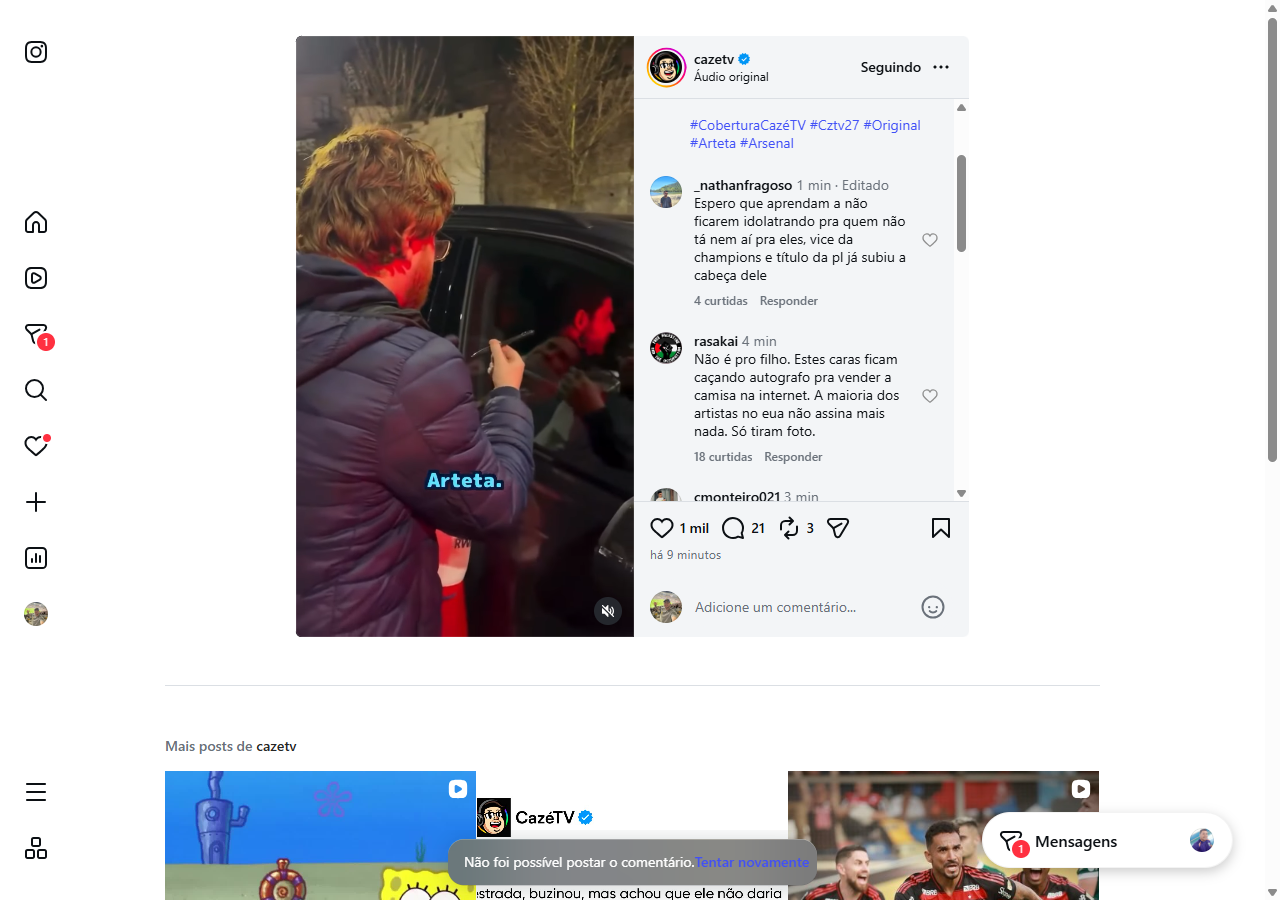 cazetv
Áudio original
Seguindo
#CoberturaCazéTV #Cztv27 #Original
#Arteta #Arsenal
_nathanfragoso 1 min · Editado
Espero que aprendam a não
ficarem idolatrando pra quem não
tá nem aí pra eles, vice da
champions e título da pl já subiu a
cabeça dele
4 curtidas Responder
rasakai 4 min
Não é pro filho. Estes caras ficam
caçando autografo pra vender a
camisa na internet. A maioria dos
artistas no eua não assina mais
nada. Só tiram foto.
18 curtidas Responder
cmonteiro021 3 min
Arteta.
1 mil 21 3
há 9 minutos
Adicione um comentário...
1
Mais posts de cazetv
CazéTV
Não foi possível postar o comentário. Tentar novamente
estrada, buzinou, mas achou que ele não daria
1
Mensagens